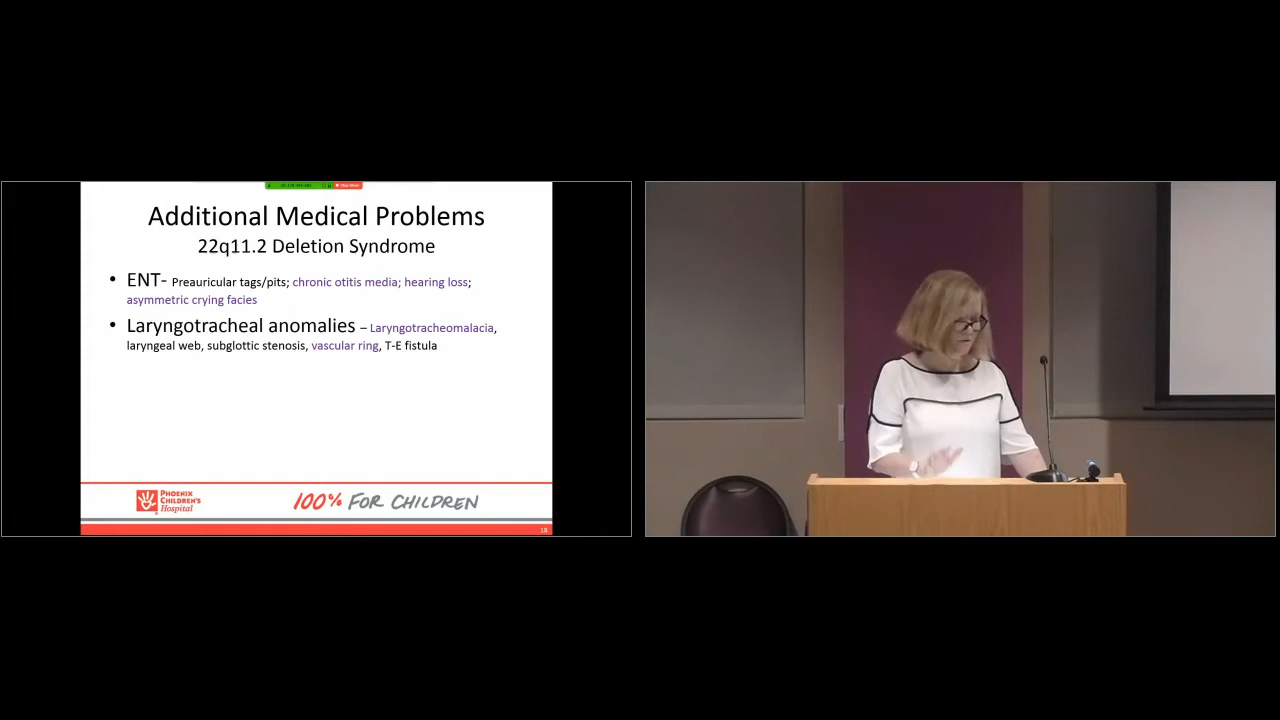 Additional Medical Problems
22q11.2 Deletion Syndrome
• ENT- Preauricular tags/pits; chronic otitis media; hearing loss;
asymmetric crying facies
• Laryngotracheal anomalies – Laryngotracheomalacia,
laryngeal web, subglottic stenosis, vascular ring, T-E fistula
PHOENIX
CHILDREN'S
Hospital
100% FOR CHILDREN
18